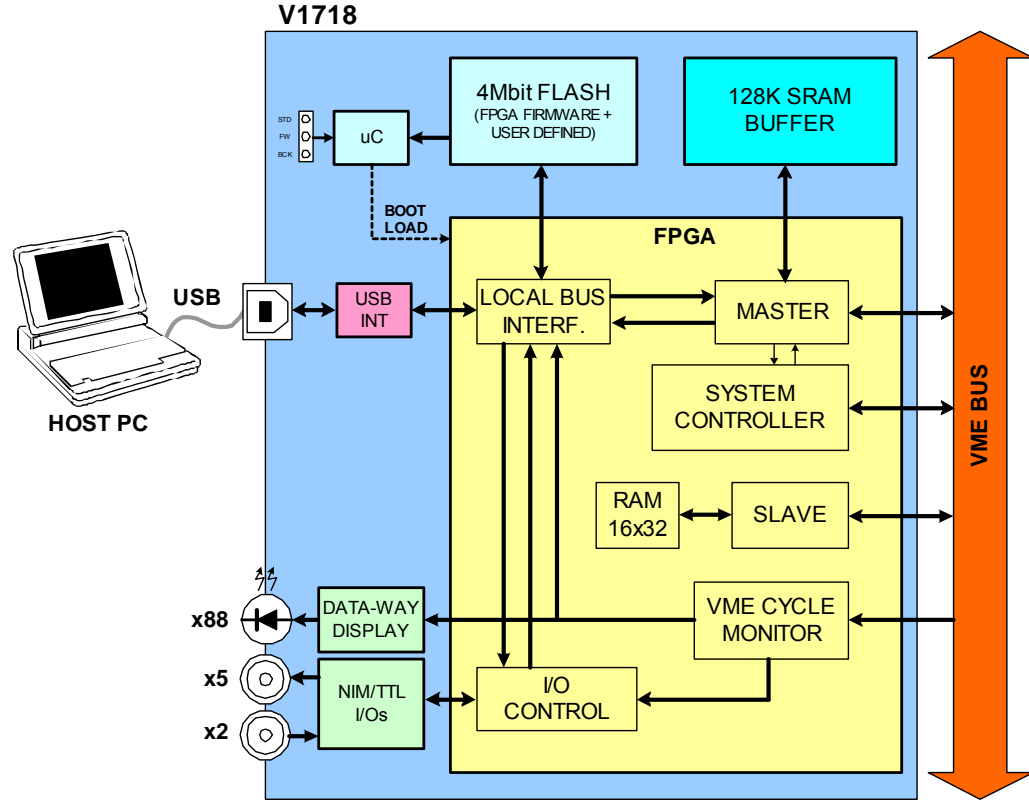 V1718
4Mbit FLASH
(FPGA FIRMWARE +
USER DEFINED)
128K SRAM
BUFFER
STD
FW
BCK
uC
BOOT
LOAD
FPGA
USB
USB
INT
LOCAL BUS
INTERF.
MASTER
HOST PC
SYSTEM
CONTROLLER
VME BUS
RAM
16x32
SLAVE
x88
DATA-WAY
DISPLAY
VME CYCLE
MONITOR
x5
NIM/TTL
I/Os
I/O
CONTROL
x2